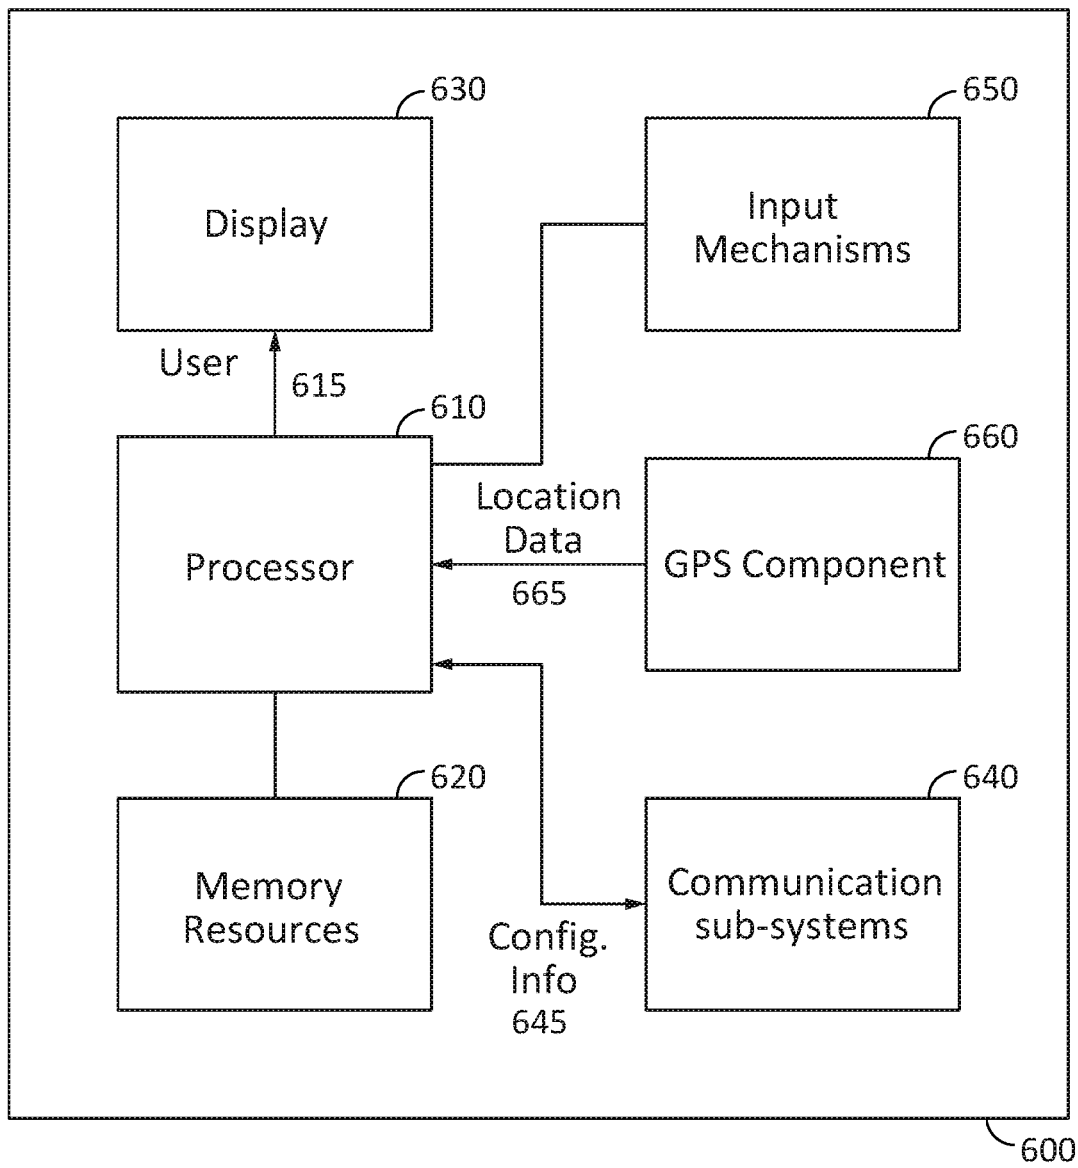 630
650
Display
Input
Mechanisms
User
615
610
660
Location
Data
665
Processor
GPS Component
620
640
Memory
Resources
Communication
sub-systems
Config.
Info
645
600